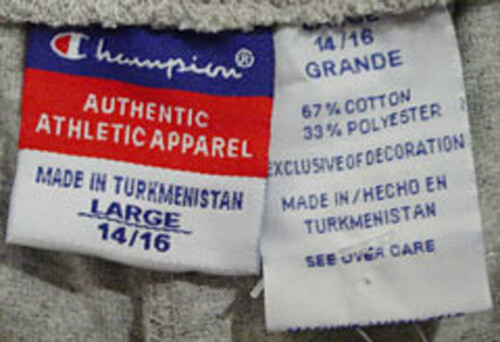 Champion®
AUTHENTIC
ATHLETIC APPAREL
MADE IN TURKMENISTAN
LARGE
14/16
LARGE
14/16
GRANDE
67% COTTON
33% POLYESTER
EXCLUSIVE OF DECORATION
MADE IN/HECHO EN
TURKMENISTAN
SEE OVER CARE